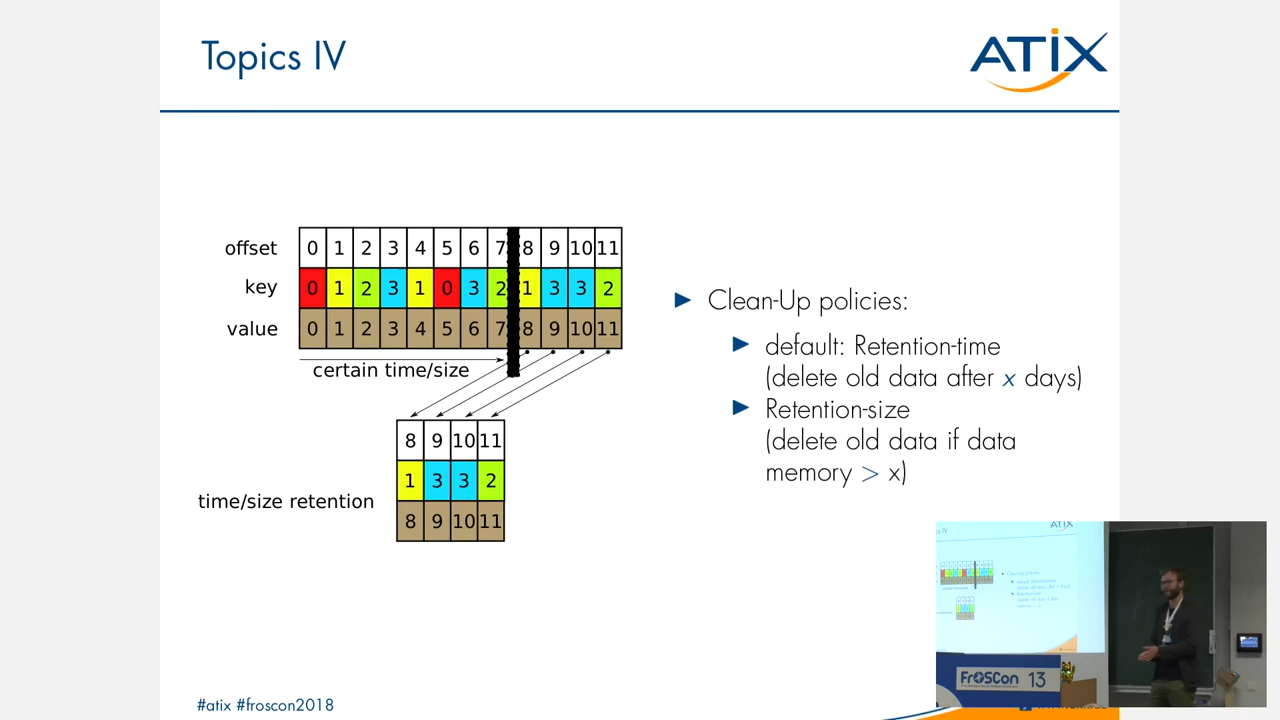 Topics IV
ATIX
offset 0 1 2 3 4 5 6 7 8 9 10 11
key 0 1 2 3 1 0 3 2 1 3 3 2
value 0 1 2 3 4 5 6 7 8 9 10 11
certain time/size
8 9 10 11
1 3 3 2
time/size retention
8 9 10 11
Clean-Up policies:
default: Retention-time
(delete old data after x days)
Retention-size
(delete old data if data
memory > x)
ATIX
FrOSCon 13
#atix #froscon2018